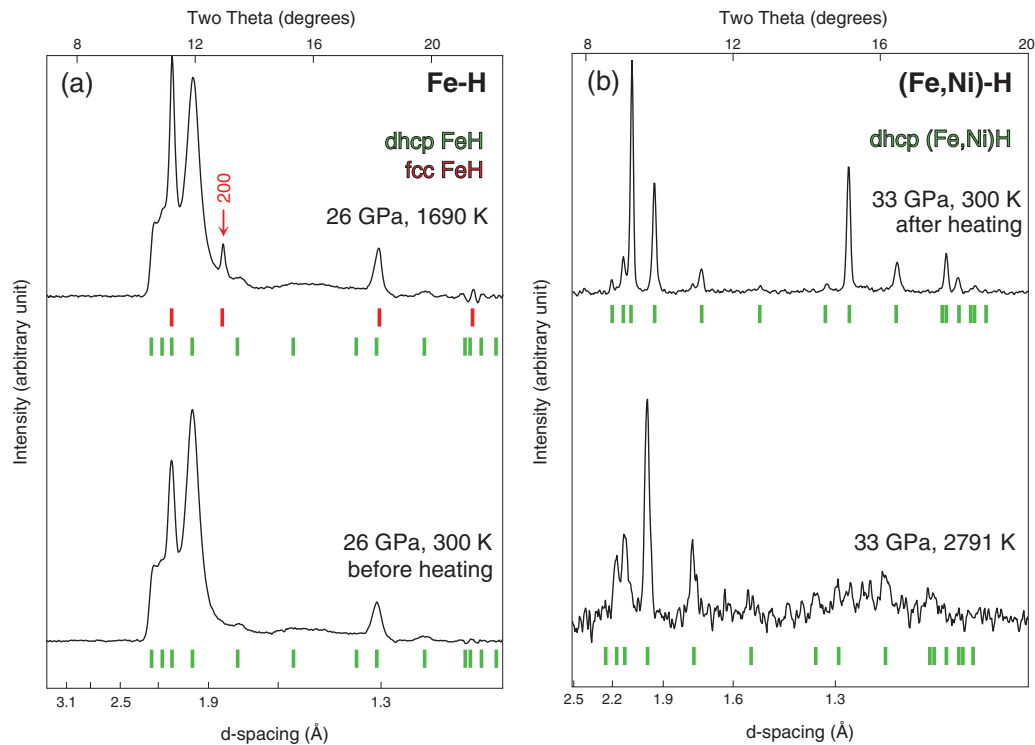 Two Theta (degrees)
8 12 16 20
(a) Fe-H
dhcp FeH
fcc FeH
200
26 GPa, 1690 K
26 GPa, 300 K
before heating
Intensity (arbitrary unit)
3.1 2.5 1.9 1.3
d-spacing (Å)
Two Theta (degrees)
8 12 16 20
(b) (Fe,Ni)-H
dhcp (Fe,Ni)H
33 GPa, 300 K
after heating
33 GPa, 2791 K
Intensity (arbitrary unit)
2.5 2.2 1.9 1.6 1.3
d-spacing (Å)